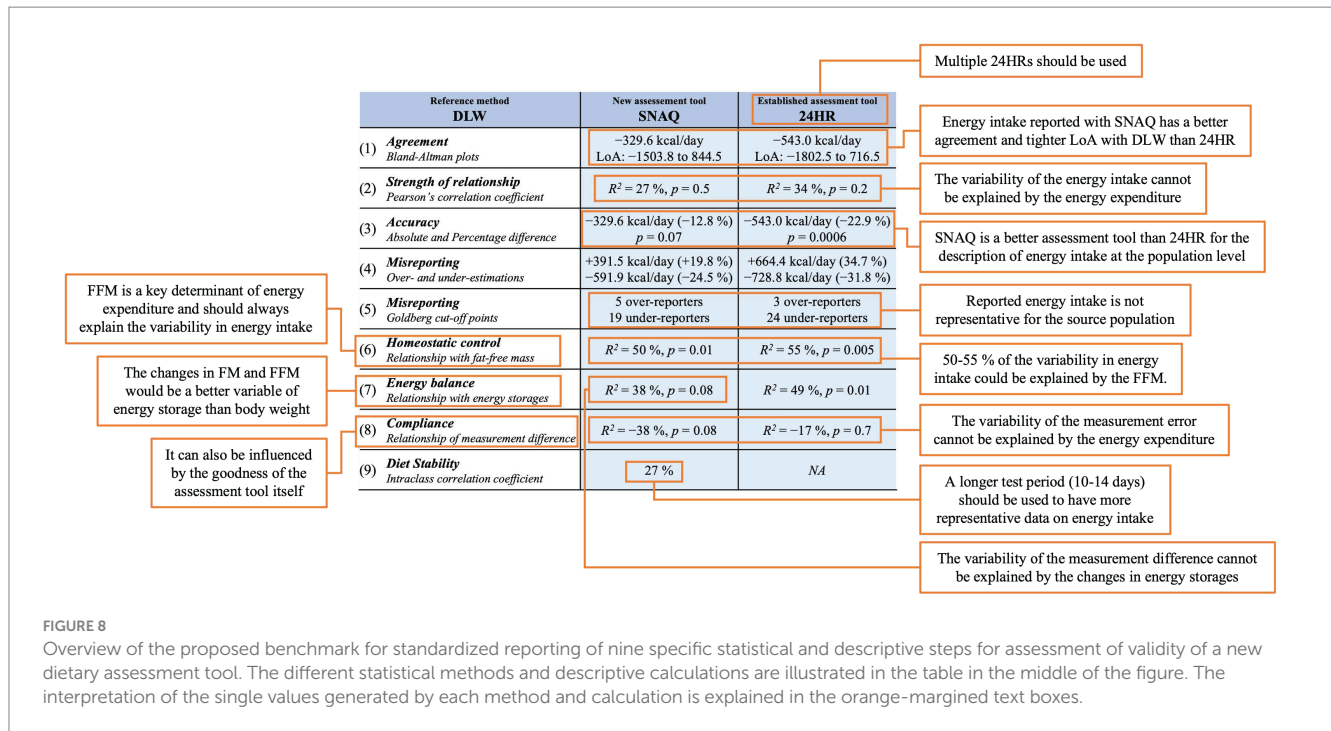 Multiple 24HRs should be used
Reference method
DLW
New assessement tool
SNAQ
Established assessment tool
24HR
(1) Agreement
Bland-Altman plots
−329.6 kcal/day
LoA: −1503.8 to 844.5
−543.0 kcal/day
LoA: −1802.5 to 716.5
Energy intake reported with SNAQ has a better
agreement and tighter LoA with DLW than 24HR
(2) Strength of relationship
Pearson's correlation coefficient
R² = 27 %, p = 0.5
R² = 34 %, p = 0.2
The variability of the energy intake cannot
be explained by the energy expenditure
(3) Accuracy
Absolute and Percentage difference
−329.6 kcal/day (−12.8 %)
p = 0.07
−543.0 kcal/day (−22.9 %)
p = 0.0006
SNAQ is a better assessment tool than 24HR for the
description of energy intake at the population level
(4) Misreporting
Over- and under-estimations
+391.5 kcal/day (+19.8 %)
−591.9 kcal/day (−24.5 %)
+664.4 kcal/day (34.7 %)
−728.8 kcal/day (−31.8 %)
FFM is a key determinant of energy
expenditure and should always
explain the variability in energy intake
(5) Misreporting
Goldberg cut-off points
5 over-reporters
19 under-reporters
3 over-reporters
24 under-reporters
Reported energy intake is not
representative for the source population
(6) Homeostatic control
Relationship with fat-free mass
R² = 50 %, p = 0.01
R² = 55 %, p = 0.005
50-55 % of the variability in energy
intake could be explained by the FFM.
The changes in FM and FFM
would be a better variable of
energy storage than body weight
(7) Energy balance
Relationship with energy storages
R² = 38 %, p = 0.08
R² = 49 %, p = 0.01
(8) Compliance
Relationship of measurement difference
R² = −38 %, p = 0.08
R² = −17 %, p = 0.7
The variability of the measurement error
cannot be explained by the energy expenditure
It can also be influenced
by the goodness of the
assessment tool itself
(9) Diet Stability
Intraclass correlation coefficient
27 %
NA
A longer test period (10-14 days)
should be used to have more
representative data on energy intake
The variability of the measurement difference cannot
be explained by the changes in energy storages
FIGURE 8
Overview of the proposed benchmark for standardized reporting of nine specific statistical and descriptive steps for assessment of validity of a new
dietary assessment tool. The different statistical methods and descriptive calculations are illustrated in the table in the middle of the figure. The
interpretation of the single values generated by each method and calculation is explained in the orange-margined text boxes.